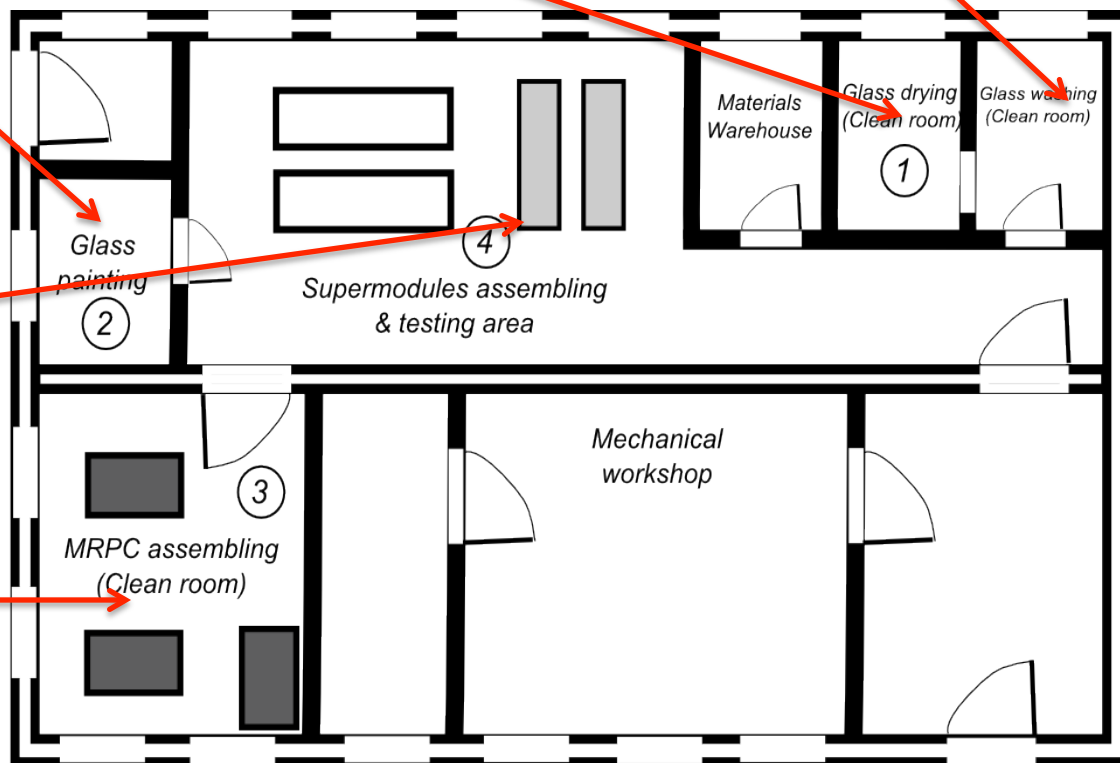 Materials
Warehouse
Glass drying
(Clean room)
1
Glass washing
(Clean room)
Glass
painting
2
4
Supermodules assembling
& testing area
3
MRPC assembling
(Clean room)
Mechanical
workshop